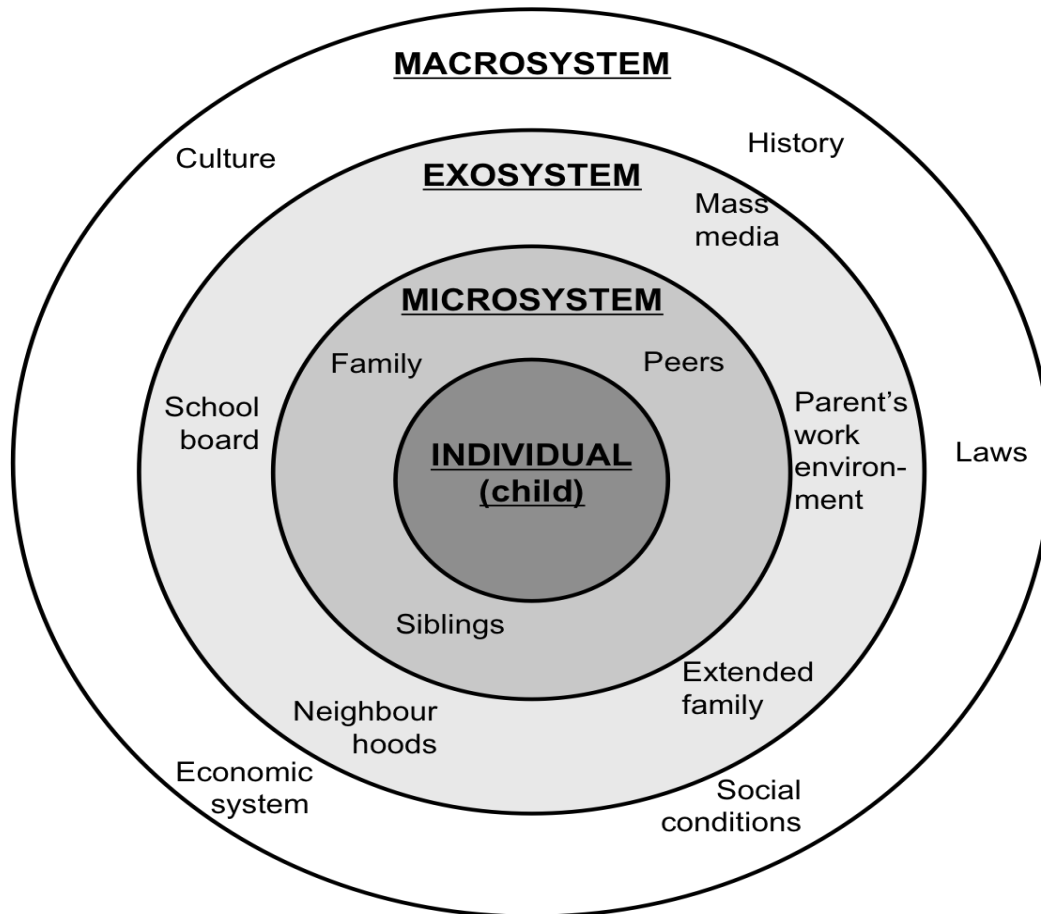 MACROSYSTEM
Culture
History
EXOSYSTEM
Mass
media
MICROSYSTEM
Family
Peers
School
board
Parent's
work
environ-
ment
Laws
INDIVIDUAL
(child)
Siblings
Extended
family
Neighbour
hoods
Economic
system
Social
conditions